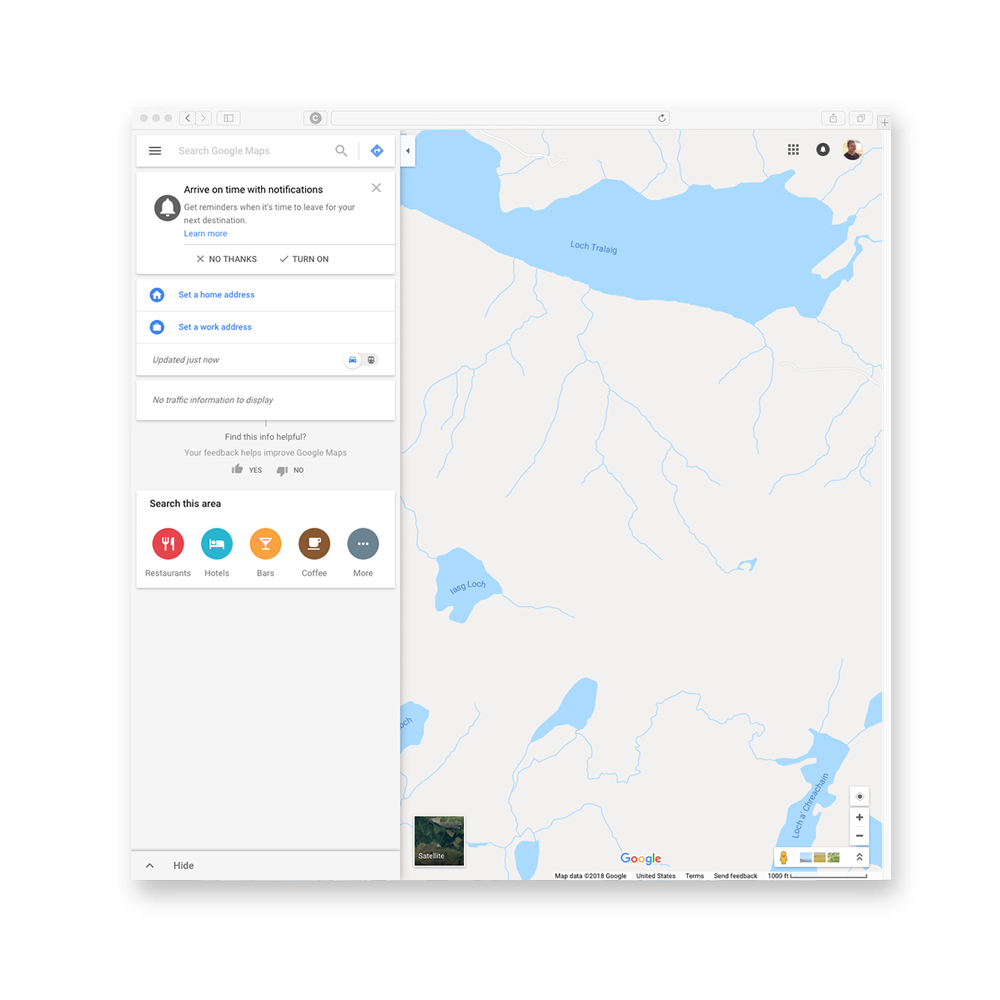 Search Google Maps
Arrive on time with notifications
Get reminders when it's time to leave for your
next destination.
Learn more
NO THANKS
TURN ON
Set a home address
Set a work address
Updated just now
No traffic information to display
Find this info helpful?
Your feedback helps improve Google Maps
YES
NO
Search this area
Restaurants
Hotels
Bars
Coffee
More
Hide
Loch Tralaig
Iasg Loch
och
Loch a' Chreachain
Satellite
Google
Map data ©2018 Google
United States
Terms
Send feedback
1000 ft